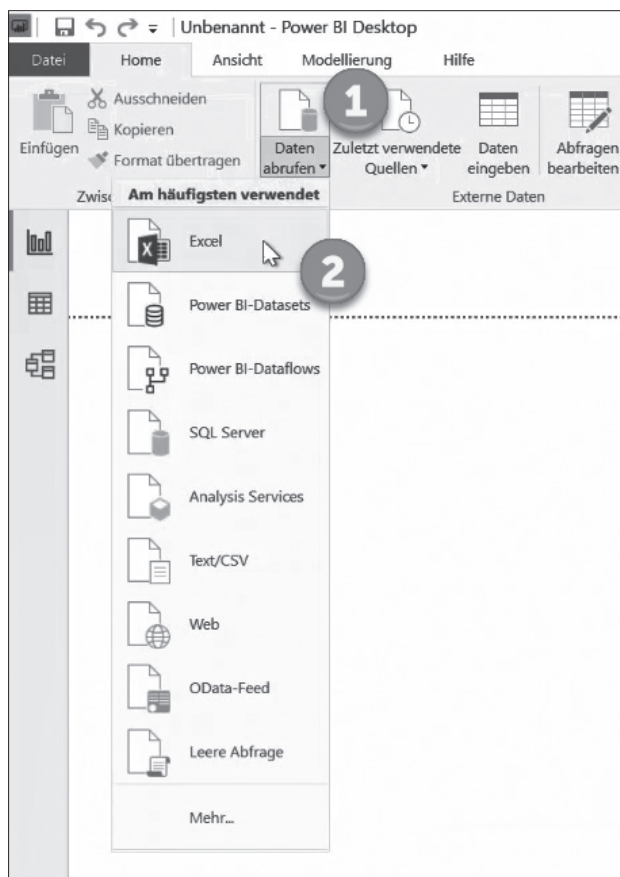 Unbenannt - Power BI Desktop
Datei Home Ansicht Modellierung Hilfe
Einfügen
Ausschneiden
Kopieren
Format übertragen
Daten
abrufen
Zuletzt verwendete
Quellen
Daten
eingeben
Abfragen
bearbeiten
1
Zwisc
Externe Daten
Am häufigsten verwendet
Excel
2
Power BI-Datasets
Power BI-Dataflows
SQL Server
Analysis Services
Text/CSV
Web
OData-Feed
Leere Abfrage
Mehr...